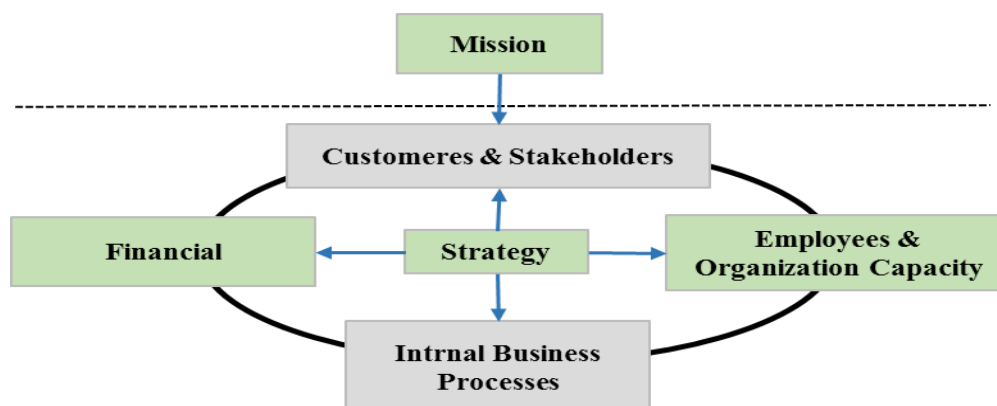 Mission
Customeres & Stakeholders
Financial
Strategy
Employees &
Organization Capacity
Intrnal Business
Processes